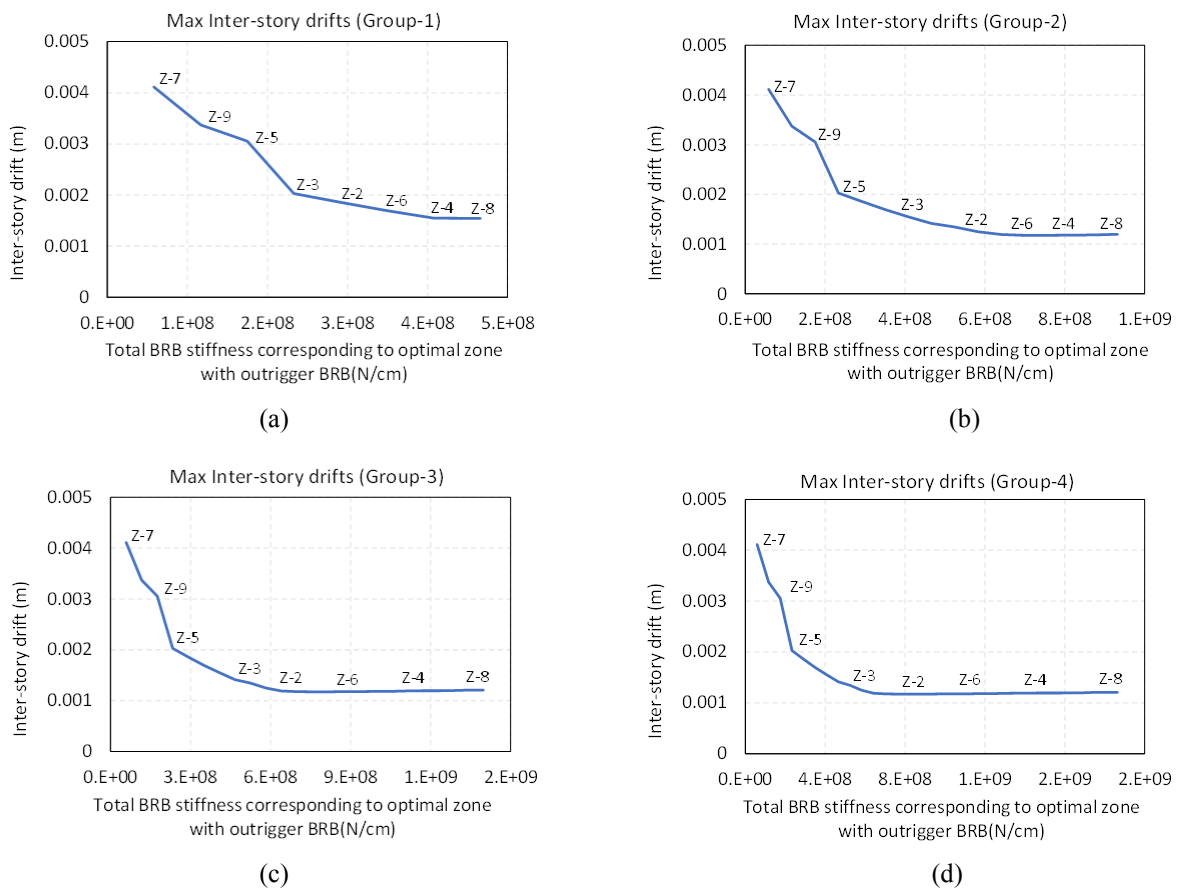 Max Inter-story drifts (Group-1)
Inter-story drift (m)
0.005
0.004
0.003
0.002
0.001
0
Z-7
Z-9
Z-5
Z-3
Z-2
Z-6
Z-4
Z-8
0.E+00 1.E+08 2.E+08 3.E+08 4.E+08 5.E+08
Total BRB stiffness corresponding to optimal zone
with outrigger BRB(N/cm)
(a)
Max Inter-story drifts (Group-2)
Inter-story drift (m)
0.005
0.004
0.003
0.002
0.001
0
Z-7
Z-9
Z-5
Z-3
Z-2
Z-6
Z-4
Z-8
0.E+00 2.E+08 4.E+08 6.E+08 8.E+08 1.E+09
Total BRB stiffness corresponding to optimal zone
with outrigger BRB(N/cm)
(b)
Max Inter-story drifts (Group-3)
Inter-story drift (m)
0.005
0.004
0.003
0.002
0.001
0
Z-7
Z-9
Z-5
Z-3
Z-2
Z-6
Z-4
Z-8
0.E+00 3.E+08 6.E+08 9.E+08 1.E+09 2.E+09
Total BRB stiffness corresponding to optimal zone
with outrigger BRB(N/cm)
(c)
Max Inter-story drifts (Group-4)
Inter-story drift (m)
0.005
0.004
0.003
0.002
0.001
0
Z-7
Z-9
Z-5
Z-3
Z-2
Z-6
Z-4
Z-8
0.E+00 4.E+08 8.E+08 1.E+09 2.E+09 2.E+09
Total BRB stiffness corresponding to optimal zone
with outrigger BRB(N/cm)
(d)